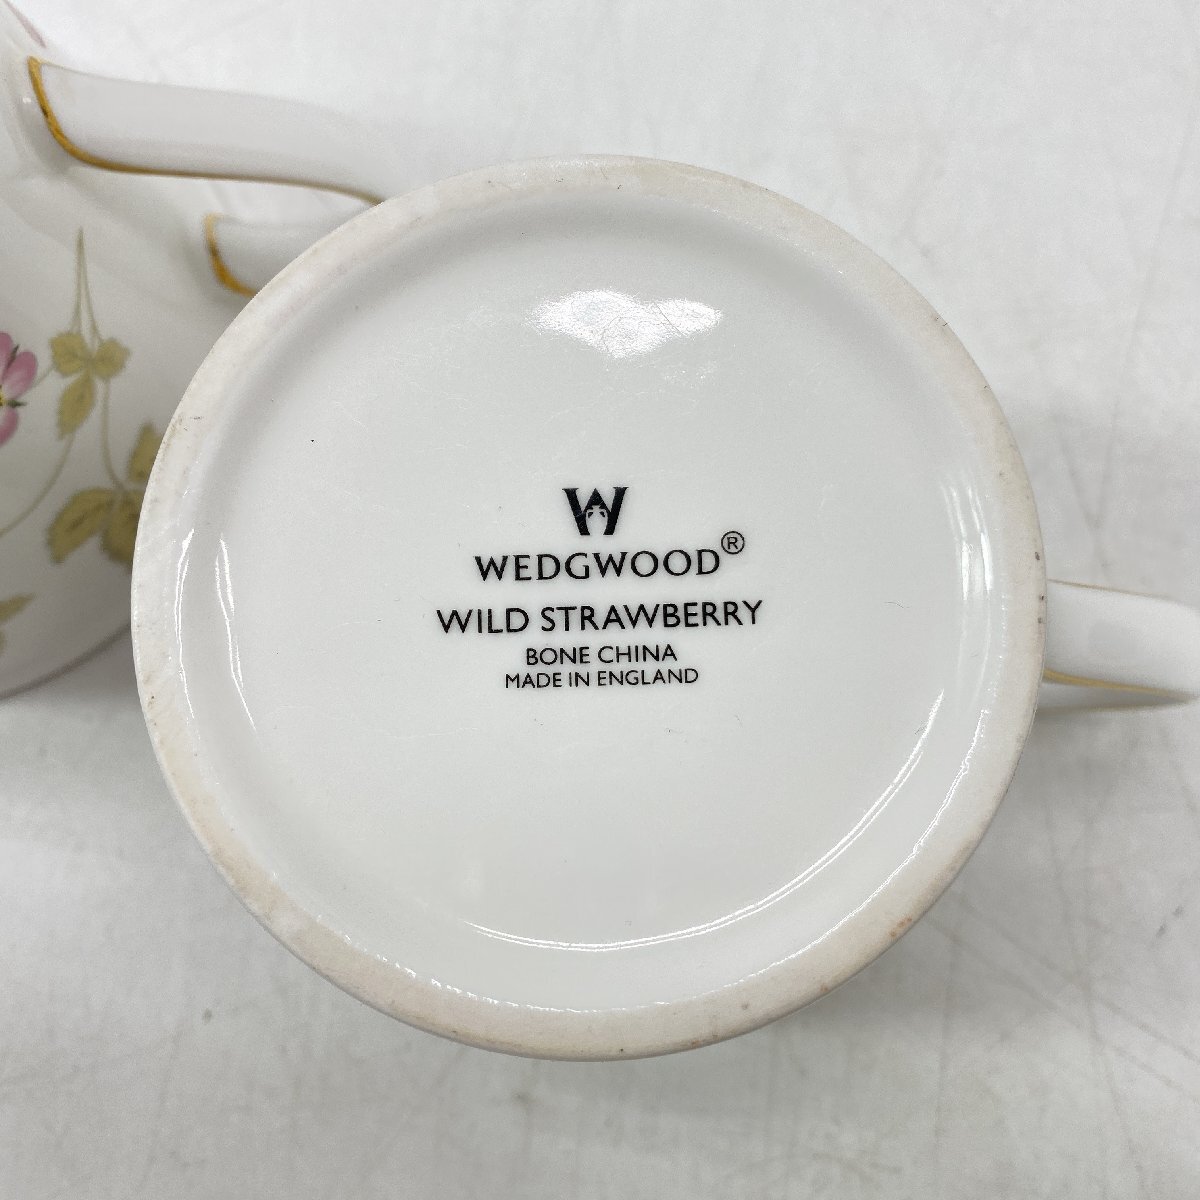 W
WEDGWOOD®
WILD STRAWBERRY
BONE CHINA
MADE IN ENGLAND